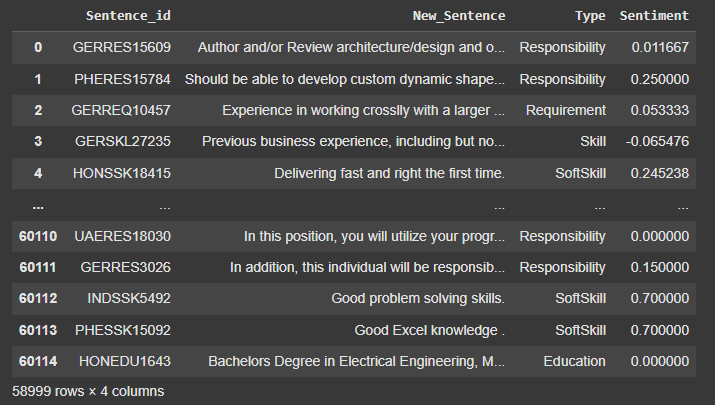 Sentence_id New_Sentence Type Sentiment
0 GERRES15609 Author and/or Review architecture/design and o... Responsibility 0.011667
1 PHERES15784 Should be able to develop custom dynamic shape... Responsibility 0.250000
2 GERREQ10457 Experience in working crosslly with a larger ... Requirement 0.053333
3 GERSKL27235 Previous business experience, including but no... Skill -0.065476
4 HONSSK18415 Delivering fast and right the first time. SoftSkill 0.245238
... ... ... ... ...
60110 UAERES18030 In this position, you will utilize your progr... Responsibility 0.000000
60111 GERRES3026 In addition, this individual will be responsib... Responsibility 0.150000
60112 INDSSK5492 Good problem solving skills. SoftSkill 0.700000
60113 PHESSK15092 Good Excel knowledge . SoftSkill 0.700000
60114 HONEDU1643 Bachelors Degree in Electrical Engineering, M... Education 0.000000
58999 rows × 4 columns